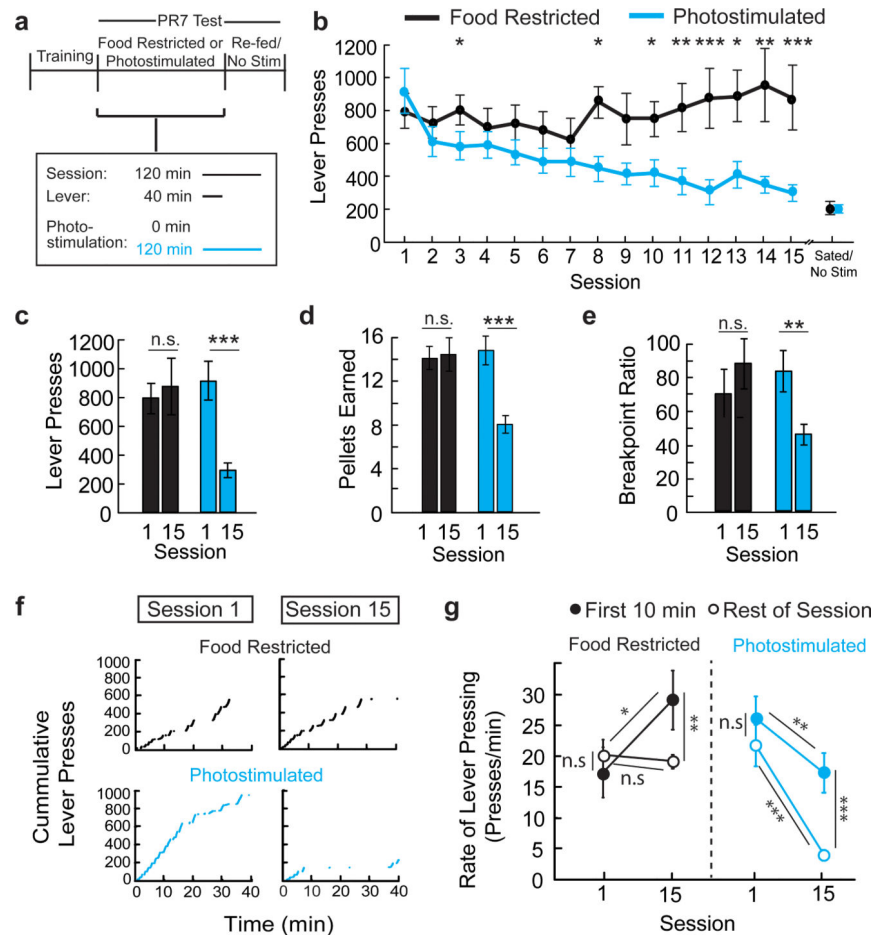 a
PR7 Test
Training
Food Restricted or
Photostimulated
Re-fed/
No Stim
Session: 120 min
Lever: 40 min
Photo-
stimulation: 0 min
120 min
b
Food Restricted
Photostimulated
* * * ** *** * ** ***
Lever Presses
1200
1000
800
600
400
200
0
1 2 3 4 5 6 7 8 9 10 11 12 13 14 15
Sated/
No Stim
Session
c
n.s. ***
Lever Presses
1200
1000
800
600
400
200
0
1 15 1 15
Session
d
n.s. ***
Pellets Earned
16
12
8
4
0
1 15 1 15
Session
e
n.s. **
Breakpoint Ratio
100
80
60
40
20
0
1 15 1 15
Session
f
Session 1 Session 15
Food Restricted
Cummulative
Lever Presses
1000
800
600
400
200
0
Photostimulated
1000
800
600
400
200
0
0 10 20 30 40 0 10 20 30 40
Time (min)
g
First 10 min Rest of Session
Food Restricted Photostimulated
Rate of Lever Pressing
(Presses/min)
30
25
20
15
10
5
0
n.s * ** n.s
n.s ** *** ***
1 15 1 15
Session